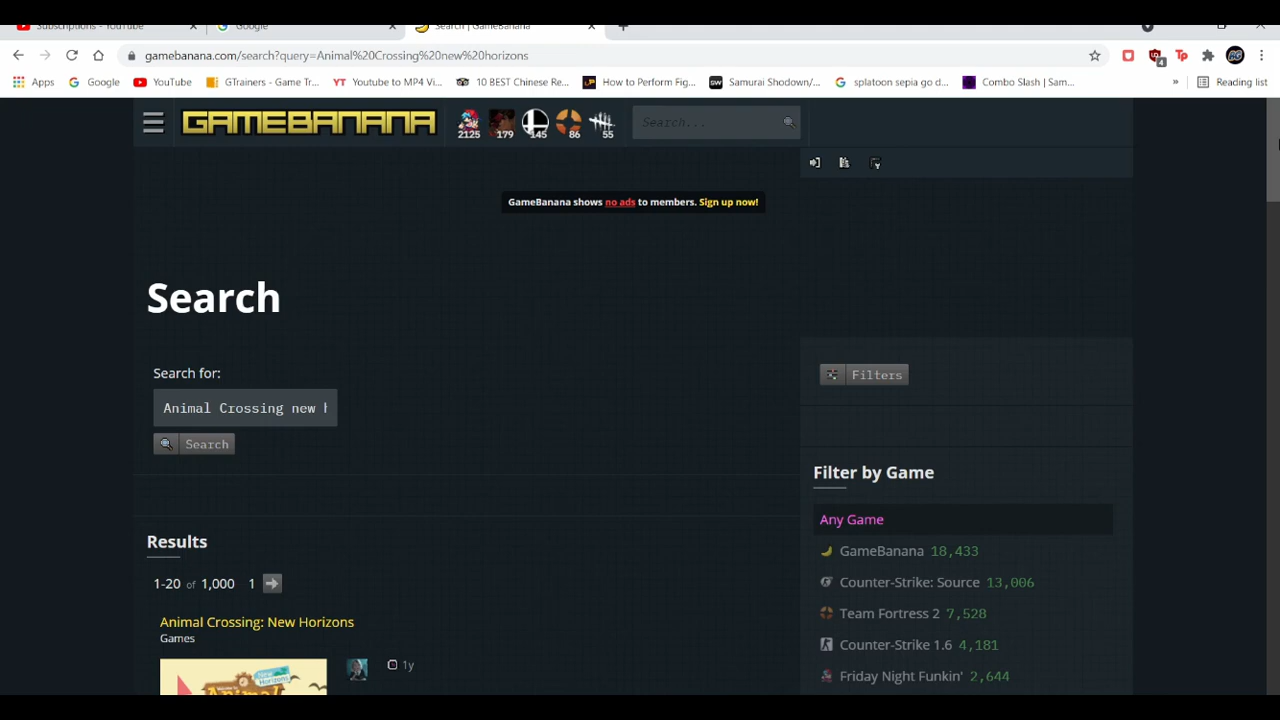 Subscriptions - YouTube
Google
Search | GameBanana
gamebanana.com/search?query=Animal%20Crossing%20new%20horizons
4
Apps
Google
YouTube
GTrainers - Game Tr...
Youtube to MP4 Vi...
10 BEST Chinese Re...
How to Perform Fig...
Samurai Shodown/...
splatoon sepia go d...
Combo Slash | Sam...
»
Reading list
GAMEBANANA
2125
179
145
86
55
Search...
GameBanana shows no ads to members. Sign up now!
Search
Search for:
Animal Crossing new h
Search
Filters
Filter by Game
Any Game
GameBanana 18,433
Counter-Strike: Source 13,006
Team Fortress 2 7,528
Counter-Strike 1.6 4,181
Friday Night Funkin' 2,644
Results
1-20 of 1,000 1
Animal Crossing: New Horizons
Games
1y
New Horizons
Animal